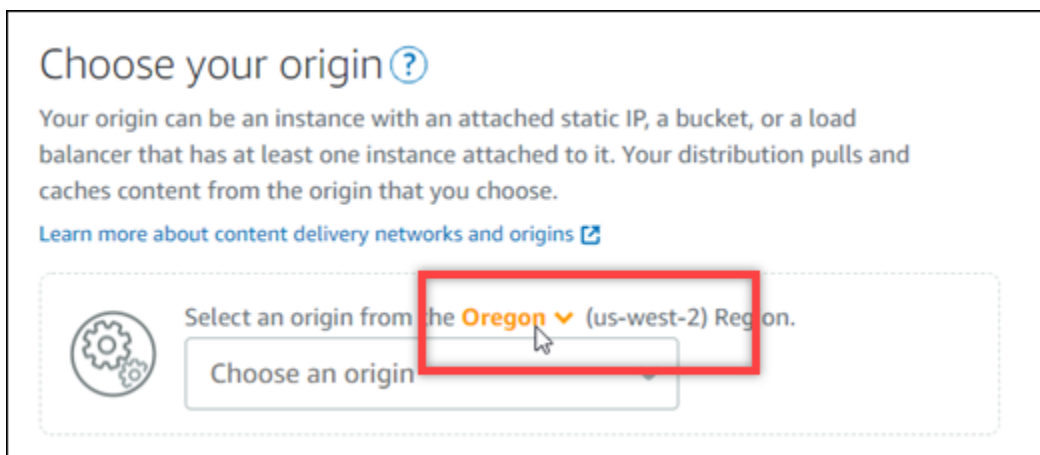 Choose your origin ?
Your origin can be an instance with an attached static IP, a bucket, or a load
balancer that has at least one instance attached to it. Your distribution pulls and
caches content from the origin that you choose.
Learn more about content delivery networks and origins
Select an origin from the Oregon (us-west-2) Region.
Choose an origin